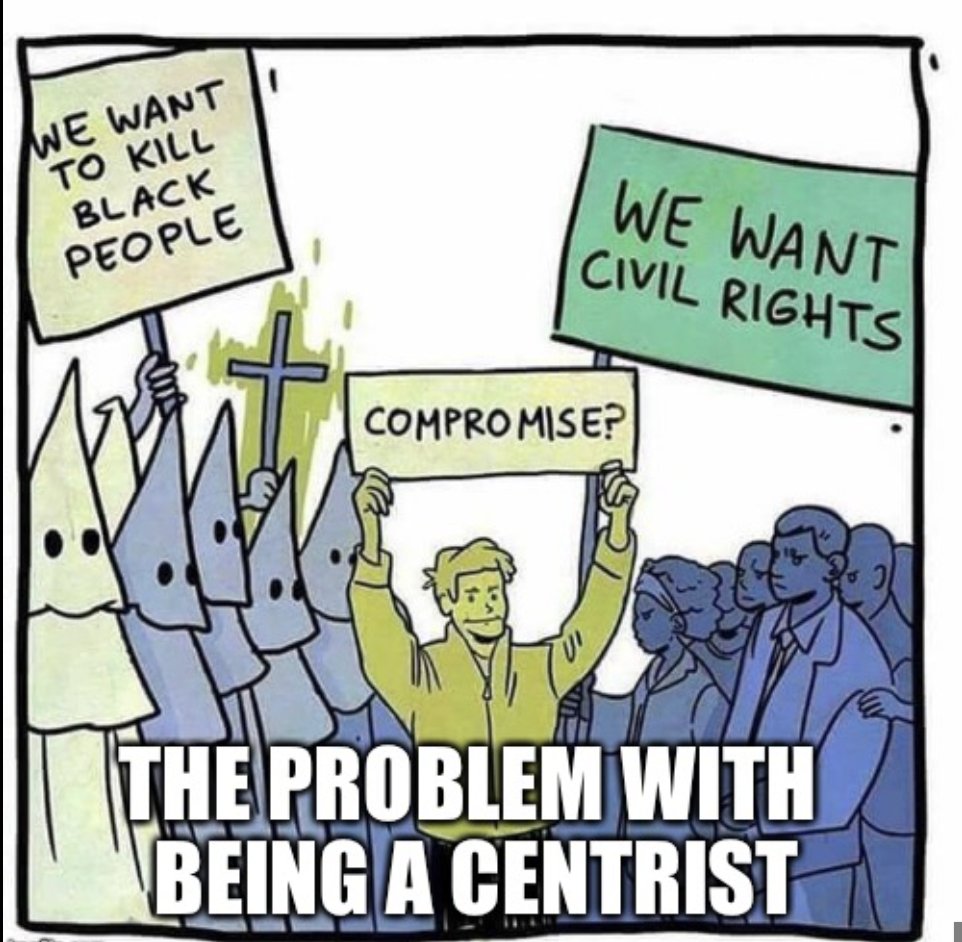 WE WANT
TO KILL
BLACK
PEOPLE
WE WANT
CIVIL RIGHTS
COMPROMISE?
THE PROBLEM WITH
BEING A CENTRIST